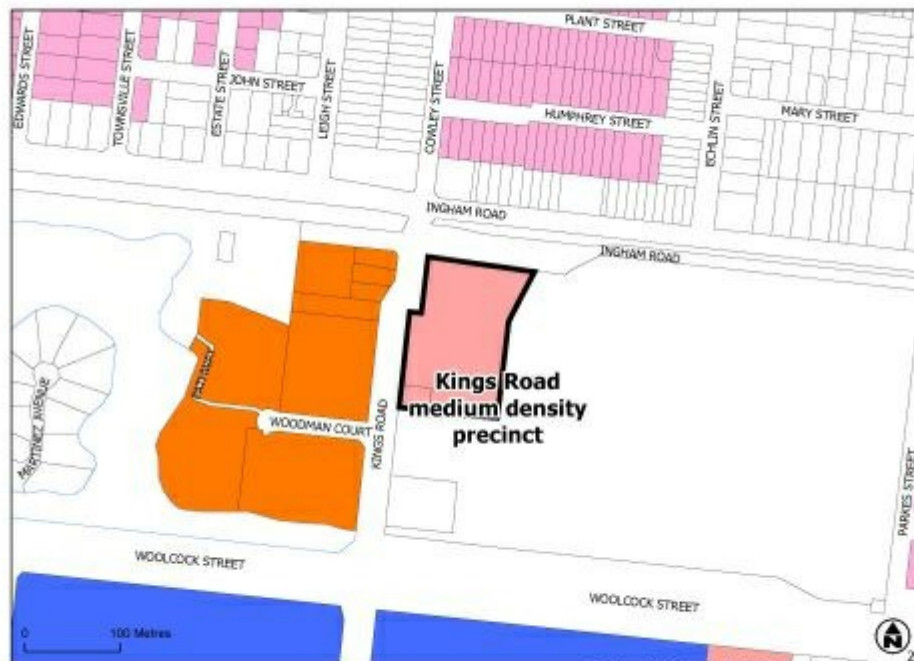 PLANT STREET
EDWARDS STREET
TOWNSVILLE STREET
ESTATE STREET
JOHN STREET
LEIGH STREET
COWLEY STREET
HUMPHREY STREET
ECHLIN STREET
MARY STREET
INGHAM ROAD
INGHAM ROAD
Kings Road
medium density
precinct
MARTINEZ AVENUE
WOODMAN COURT
KINGS ROAD
PARKES STREET
WOOLCOCK STREET
WOOLCOCK STREET
0 100 Metres
N